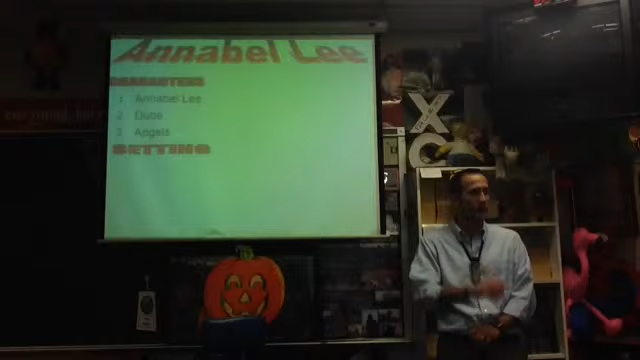 Annabel Lee
CHARACTERS
1 Annabel Lee
2 Dude
3 Angels
SETTING
X